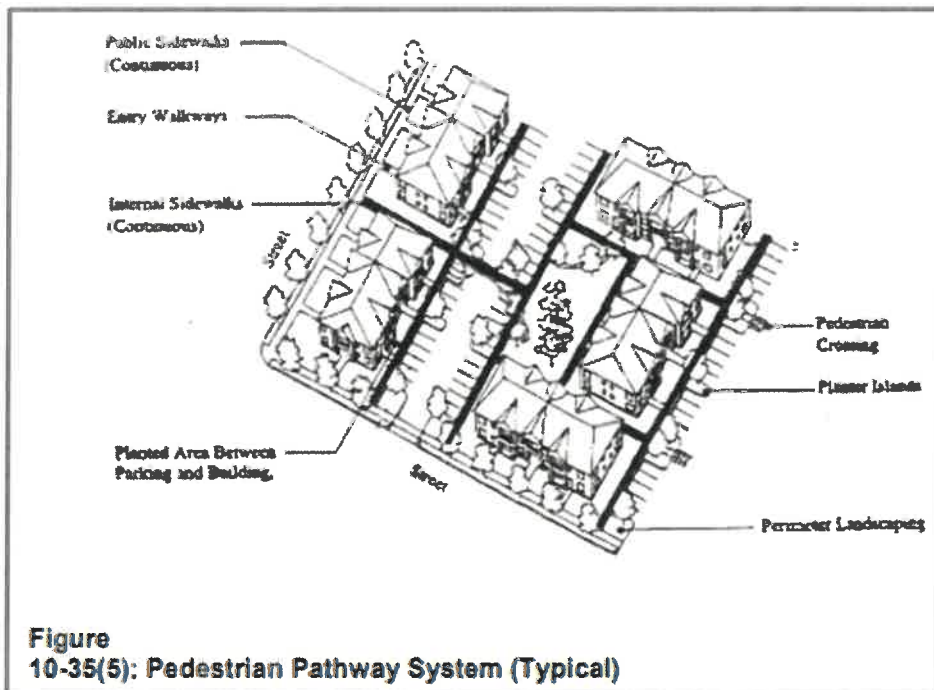 Public Sidewalks
(Continuous)
Entry Walkways
Internal Sidewalks
(Continuous)
Street
Pedestrian
Crossing
Planter Islands
Planted Area Between
Parking and Building.
Street
Perimeter Landscaping
Figure
10-35(5): Pedestrian Pathway System (Typical)